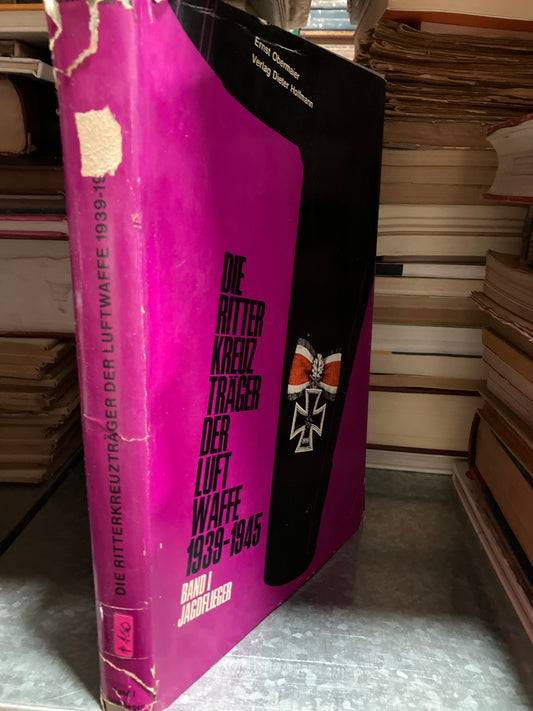 Ernst Obermaier
Verlag Dieter Hoffmann
DIE
RITTER
KREUZ
TRÄGER
DER
LUFT
WAFFE
1939-1945
BAND I
JAGDFLIEGER
DIE RITTERKREUZTRÄGER DER LUFTWAFFE 1939-19